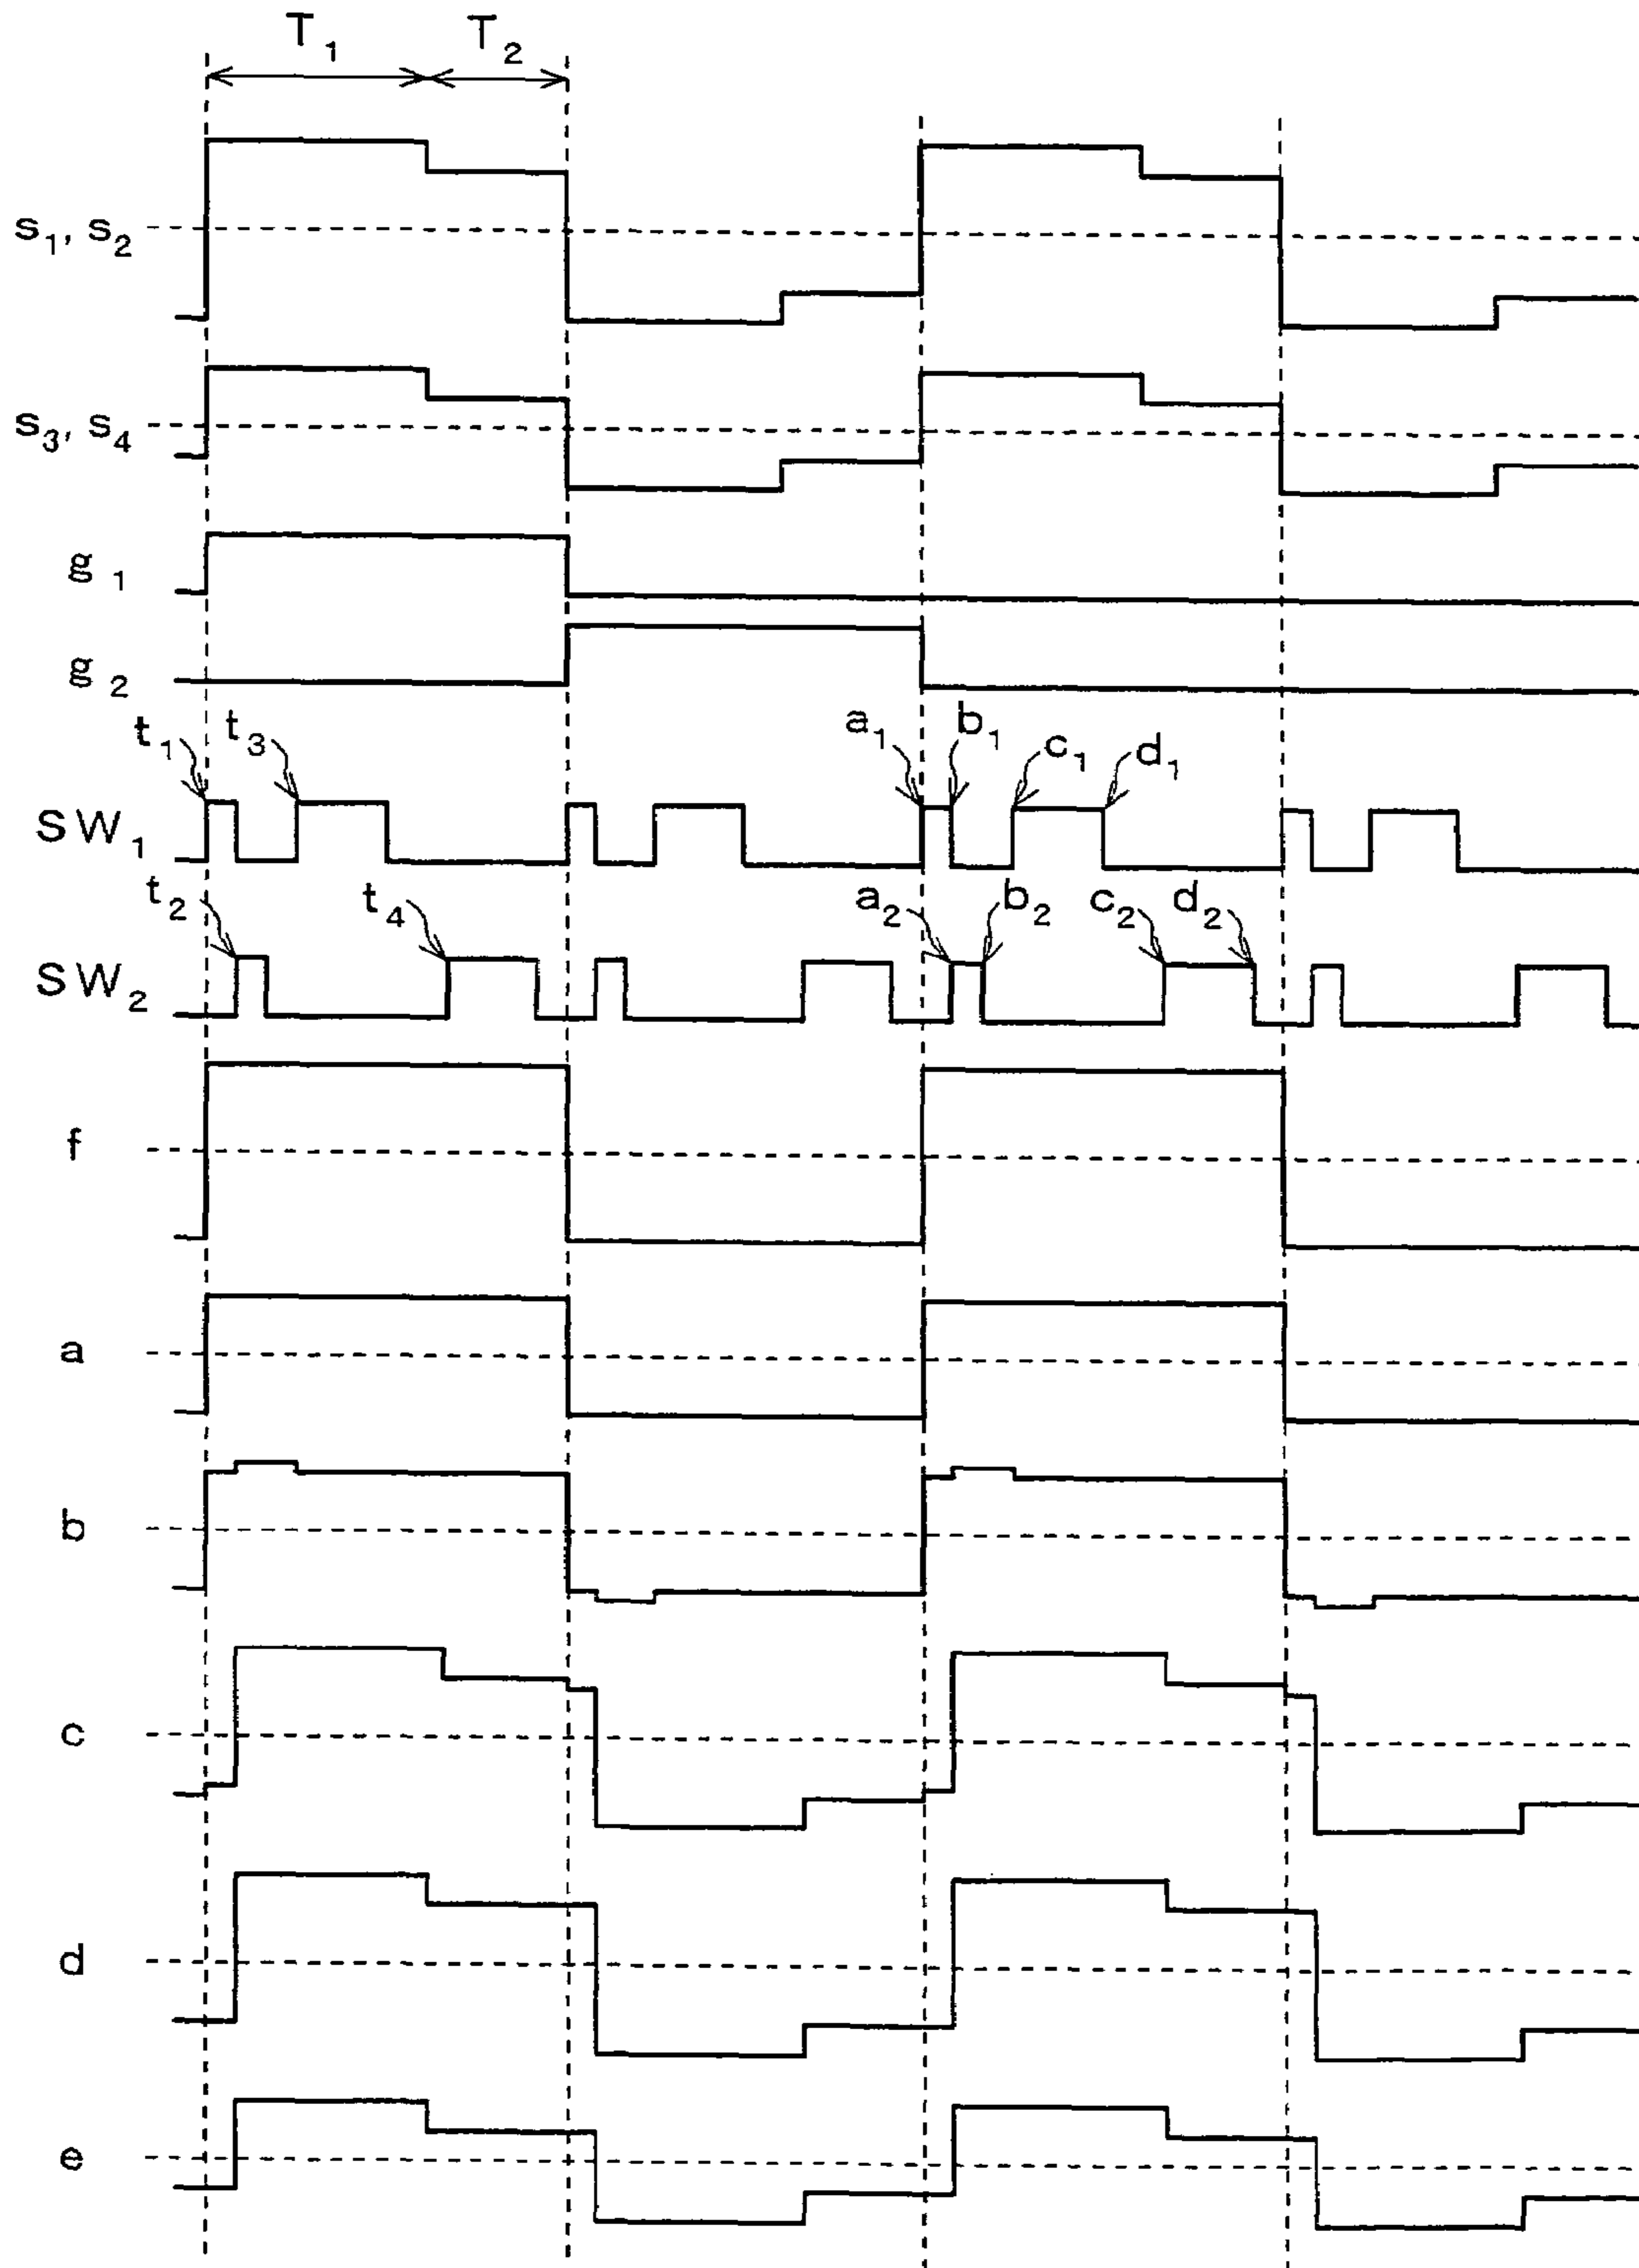 T₁ T₂
s₁, s₂
s₃, s₄
g₁
g₂
t₁ t₃ a₁ b₁ c₁ d₁
SW₁
t₂ t₄ a₂ b₂ c₂ d₂
SW₂
f
a
b
c
d
e